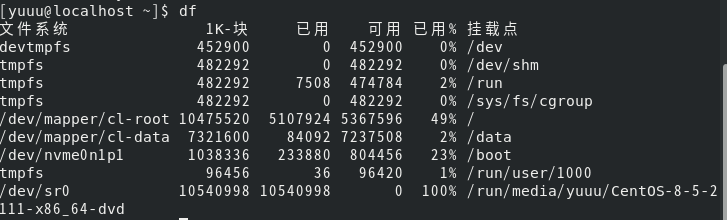 [yuuu@localhost ~]$ df
文件系统 1K-块 已用 可用 已用% 挂载点
devtmpfs 452900 0 452900 0% /dev
tmpfs 482292 0 482292 0% /dev/shm
tmpfs 482292 7508 474784 2% /run
tmpfs 482292 0 482292 0% /sys/fs/cgroup
/dev/mapper/cl-root 10475520 5107924 5367596 49% /
/dev/mapper/cl-data 7321600 84092 7237508 2% /data
/dev/nvme0n1p1 1038336 233880 804456 23% /boot
tmpfs 96456 36 96420 1% /run/user/1000
/dev/sr0 10540998 10540998 0 100% /run/media/yuuu/CentOS-8-5-2
111-x86_64-dvd